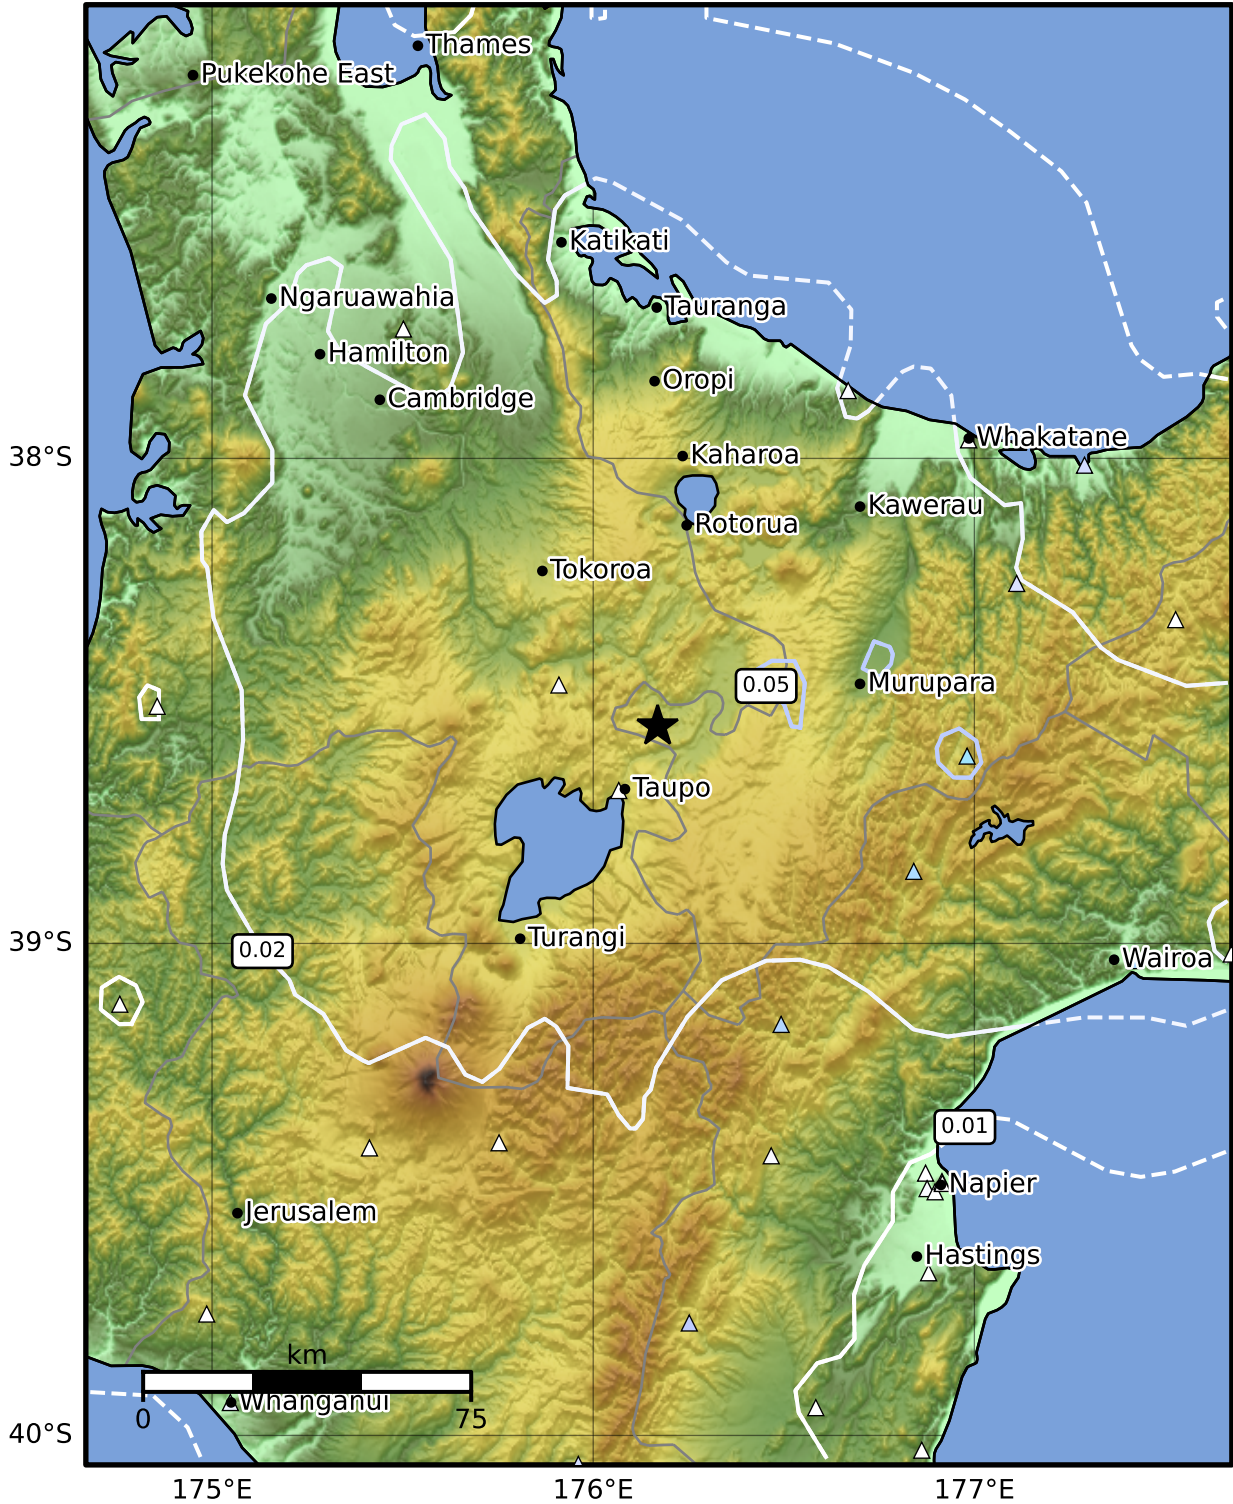 Thames
Pukekohe East
Katikati
Ngaruawahia
Tauranga
Hamilton
Oropi
Cambridge
Whakatane
38°S
Kaharoa
Kawerau
Rotorua
Tokoroa
0.05
Murupara
Taupo
Turangi
39°S
0.02
Wairoa
0.01
Napier
Jerusalem
Hastings
km
Whanganui
0
75
40°S
175°E
176°E
177°E